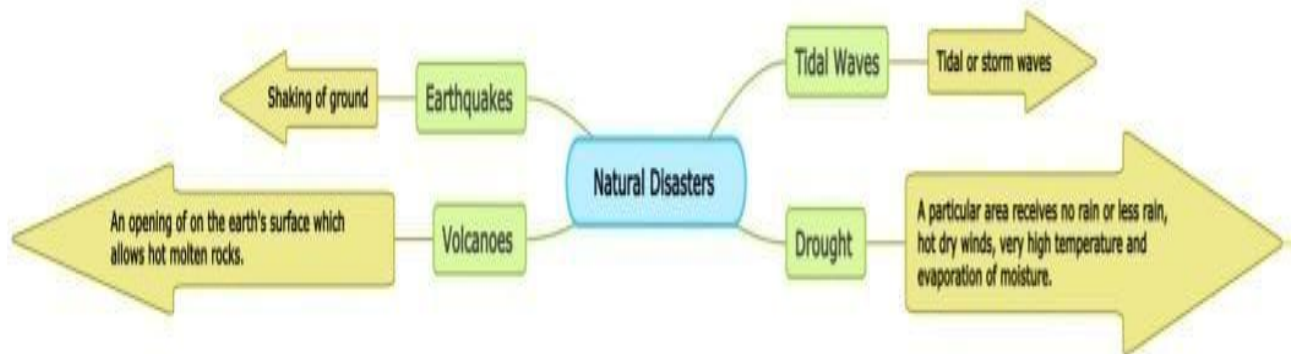 Natural Disasters
Earthquakes
Shaking of ground
Volcanoes
An opening of on the earth's surface which
allows hot molten rocks.
Tidal Waves
Tidal or storm waves
Drought
A particular area receives no rain or less rain,
hot dry winds, very high temperature and
evaporation of moisture.